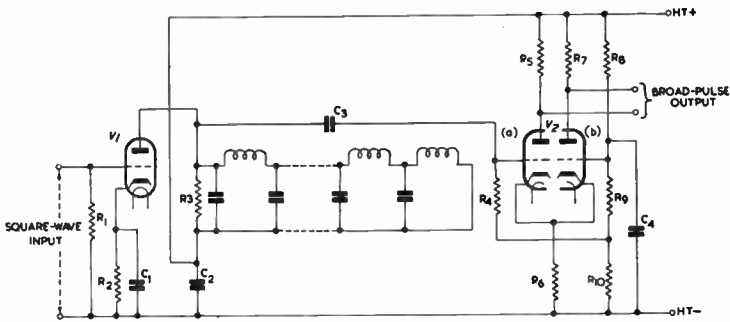 HT+
R5
R7
R8
C3
BROAD-PULSE
OUTPUT
V1
V2
(a)
(b)
R3
R4
R9
C4
R1
SQUARE-WAVE
INPUT
R2
C1
C2
R6
R10
HT-